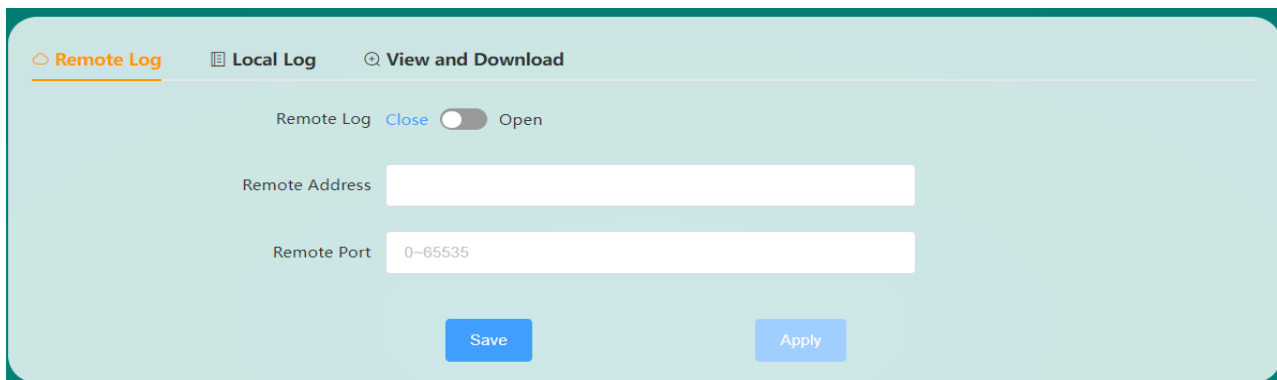 Remote Log Local Log View and Download
Remote Log Close Open
Remote Address
Remote Port 0~65535
Save Apply